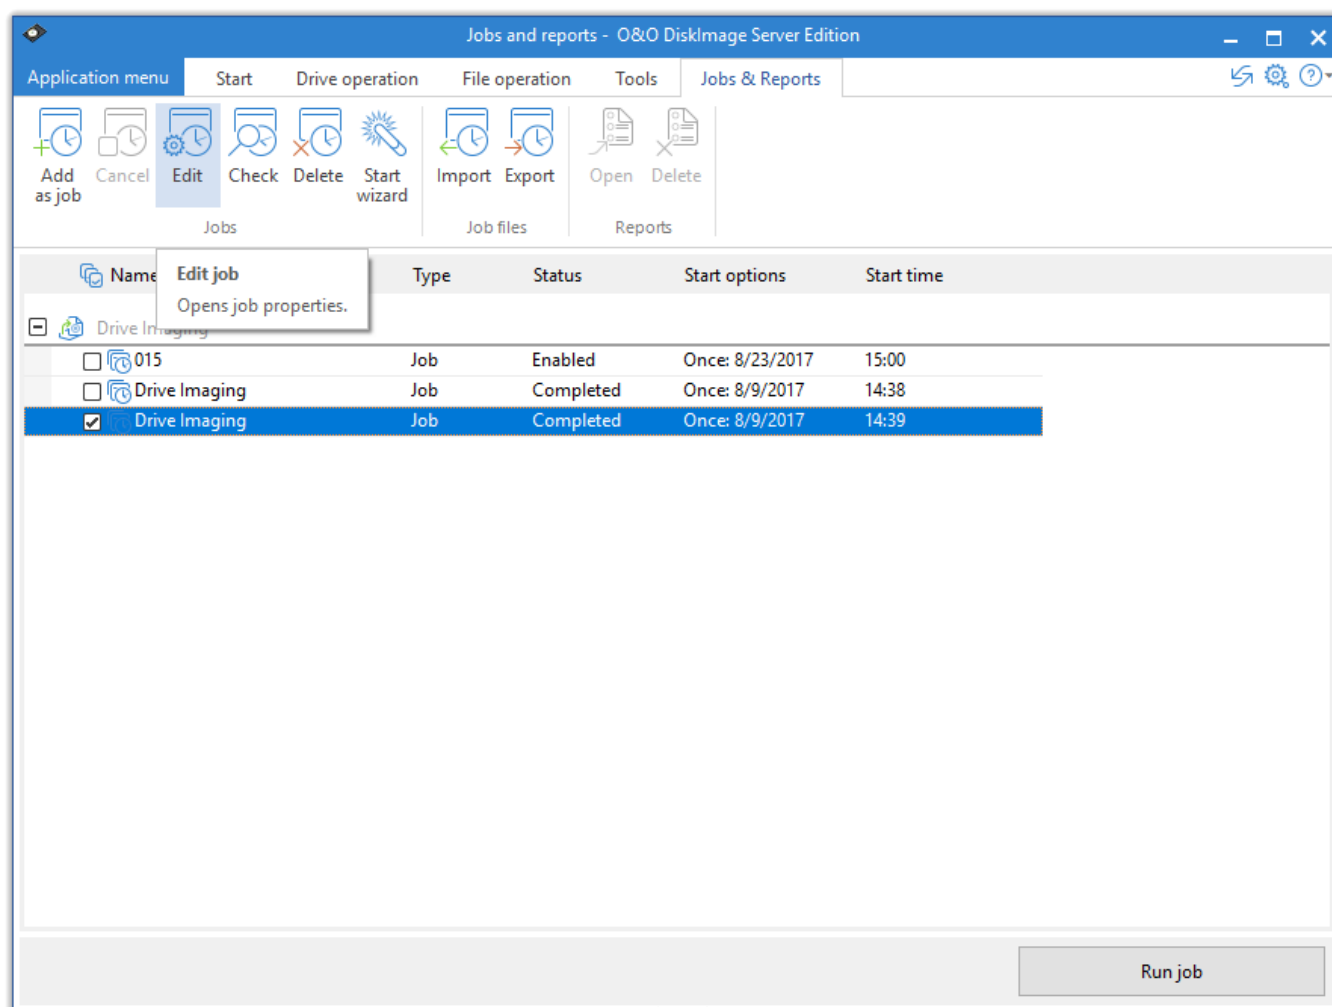 Jobs and reports - O&O DiskImage Server Edition
Application menu Start Drive operation File operation Tools Jobs & Reports
Add as job Cancel Edit Check Delete Start wizard Import Export Open Delete
Jobs Job files Reports
Name Type Status Start options Start time
Edit job
Opens job properties.
Drive Imaging
015 Job Enabled Once: 8/23/2017 15:00
Drive Imaging Job Completed Once: 8/9/2017 14:38
Drive Imaging Job Completed Once: 8/9/2017 14:39
Run job